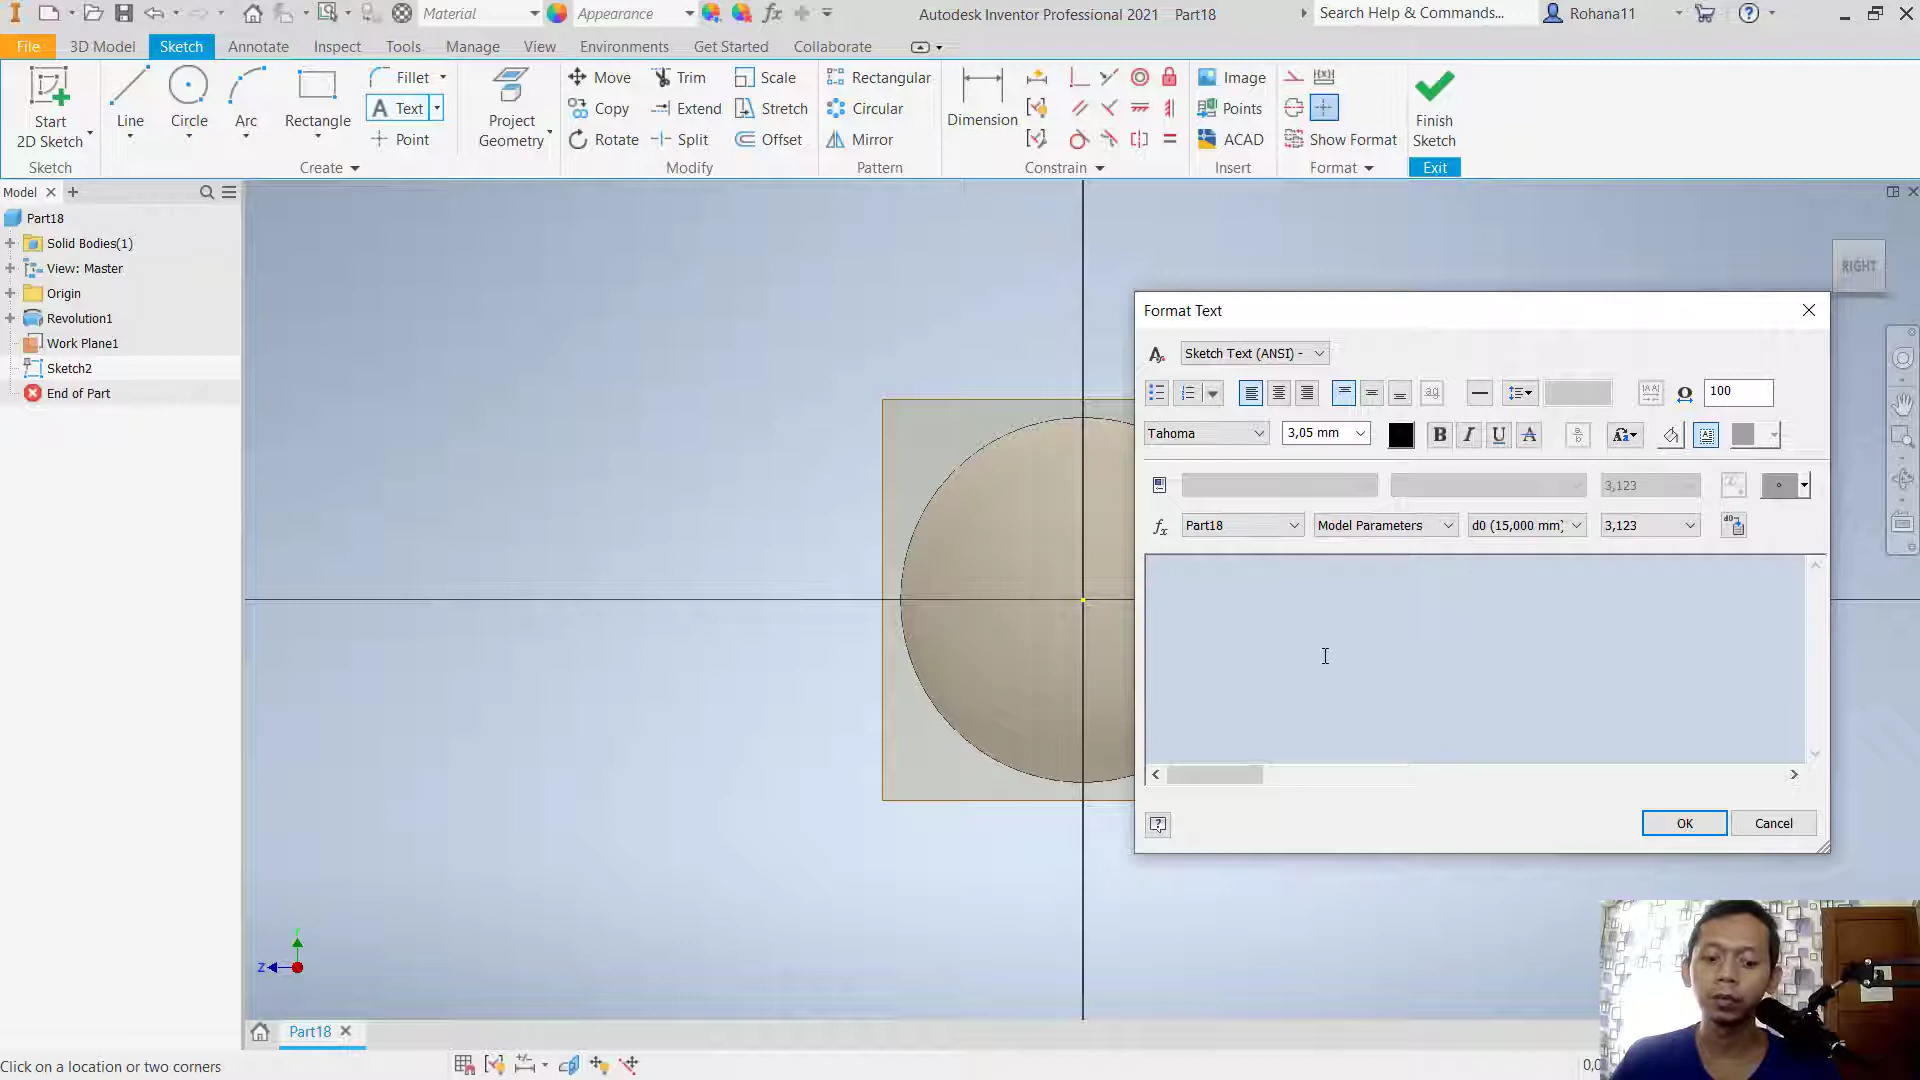 Material
Appearance
Autodesk Inventor Professional 2021 Part18
Search Help & Commands...
Rohana11
File 3D Model Sketch Annotate Inspect Tools Manage View Environments Get Started Collaborate
Start
2D Sketch
Line
Circle
Arc
Rectangle
Fillet
Text
Point
Project
Geometry
Move
Copy
Rotate
Trim
Extend
Split
Scale
Stretch
Offset
Rectangular
Circular
Mirror
Dimension
Image
Points
ACAD
Show Format
Finish
Sketch
Sketch Create Modify Pattern Constrain Insert Format Exit
Model
Part18
Solid Bodies(1)
View: Master
Origin
Revolution1
Work Plane1
Sketch2
End of Part
RIGHT
Format Text
Sketch Text (ANSI) -
100
Tahoma
3,05 mm
B I U A
3,123
Part18
Model Parameters
d0 (15,000 mm)
3,123
OK
Cancel
Y
Z
Part18
Click on a location or two corners